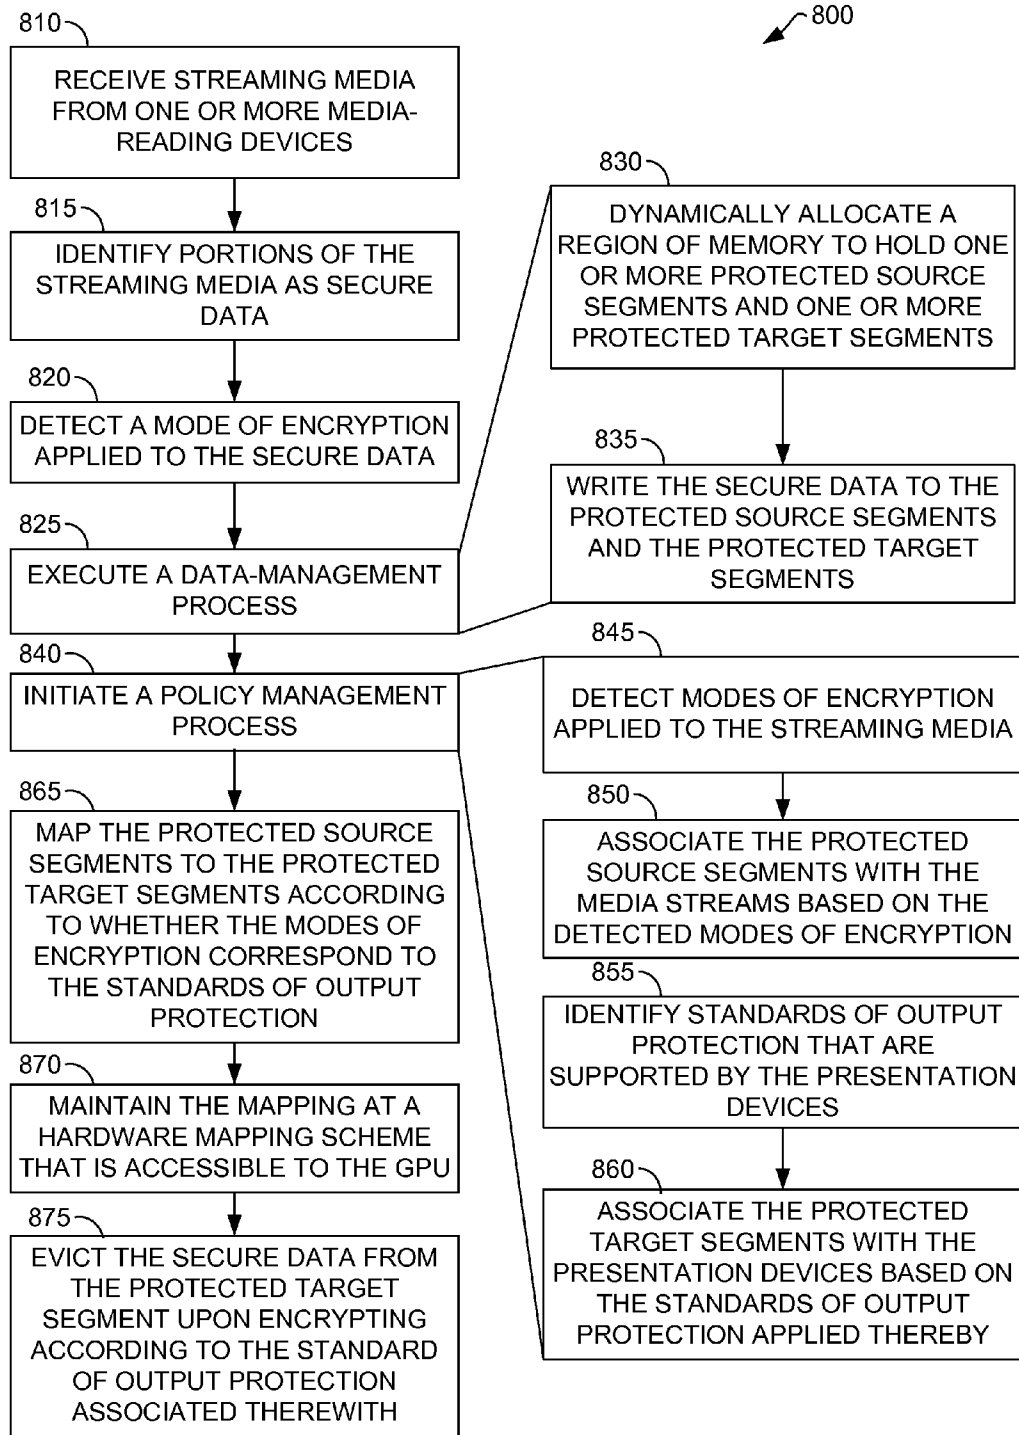 800
810
RECEIVE STREAMING MEDIA
FROM ONE OR MORE MEDIA-
READING DEVICES
815
IDENTIFY PORTIONS OF THE
STREAMING MEDIA AS SECURE
DATA
820
DETECT A MODE OF ENCRYPTION
APPLIED TO THE SECURE DATA
825
EXECUTE A DATA-MANAGEMENT
PROCESS
830
DYNAMICALLY ALLOCATE A
REGION OF MEMORY TO HOLD ONE
OR MORE PROTECTED SOURCE
SEGMENTS AND ONE OR MORE
PROTECTED TARGET SEGMENTS
835
WRITE THE SECURE DATA TO THE
PROTECTED SOURCE SEGMENTS
AND THE PROTECTED TARGET
SEGMENTS
840
INITIATE A POLICY MANAGEMENT
PROCESS
845
DETECT MODES OF ENCRYPTION
APPLIED TO THE STREAMING MEDIA
850
ASSOCIATE THE PROTECTED
SOURCE SEGMENTS WITH THE
MEDIA STREAMS BASED ON THE
DETECTED MODES OF ENCRYPTION
855
IDENTIFY STANDARDS OF OUTPUT
PROTECTION THAT ARE
SUPPORTED BY THE PRESENTATION
DEVICES
860
ASSOCIATE THE PROTECTED
TARGET SEGMENTS WITH THE
PRESENTATION DEVICES BASED ON
THE STANDARDS OF OUTPUT
PROTECTION APPLIED THEREBY
865
MAP THE PROTECTED SOURCE
SEGMENTS TO THE PROTECTED
TARGET SEGMENTS ACCORDING
TO WHETHER THE MODES OF
ENCRYPTION CORRESPOND TO
THE STANDARDS OF OUTPUT
PROTECTION
870
MAINTAIN THE MAPPING AT A
HARDWARE MAPPING SCHEME
THAT IS ACCESSIBLE TO THE GPU
875
EVICT THE SECURE DATA FROM
THE PROTECTED TARGET
SEGMENT UPON ENCRYPTING
ACCORDING TO THE STANDARD
OF OUTPUT PROTECTION
ASSOCIATED THEREWITH